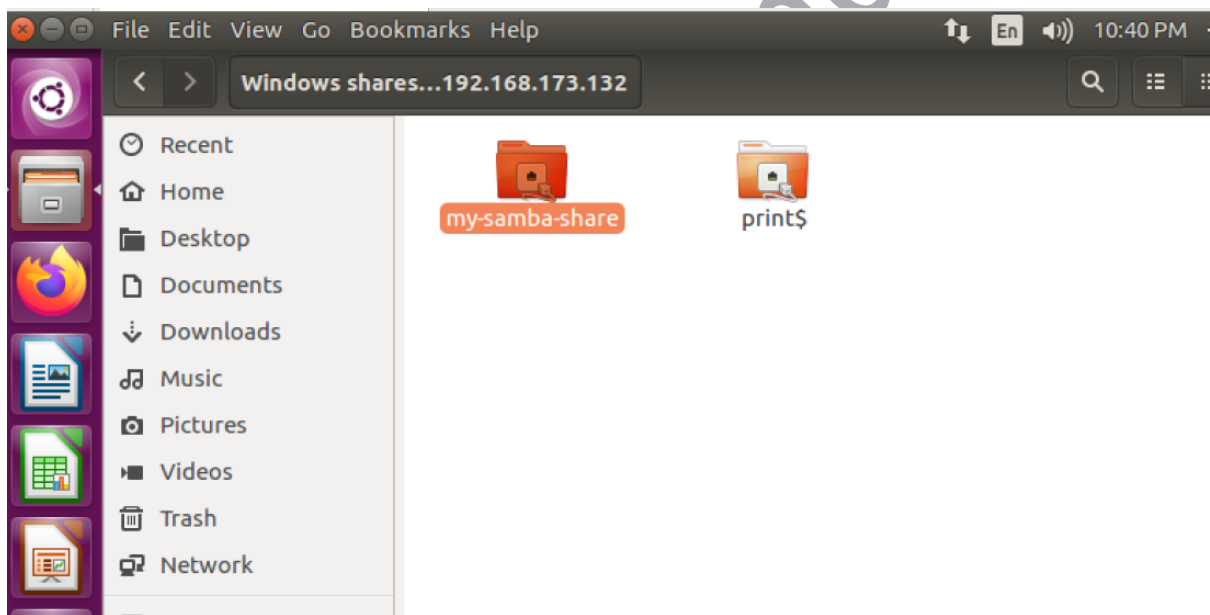 File Edit View Go Bookmarks Help
En 10:40 PM
Windows shares...192.168.173.132
Recent
Home
Desktop
Documents
Downloads
Music
Pictures
Videos
Trash
Network
my-samba-share
print$